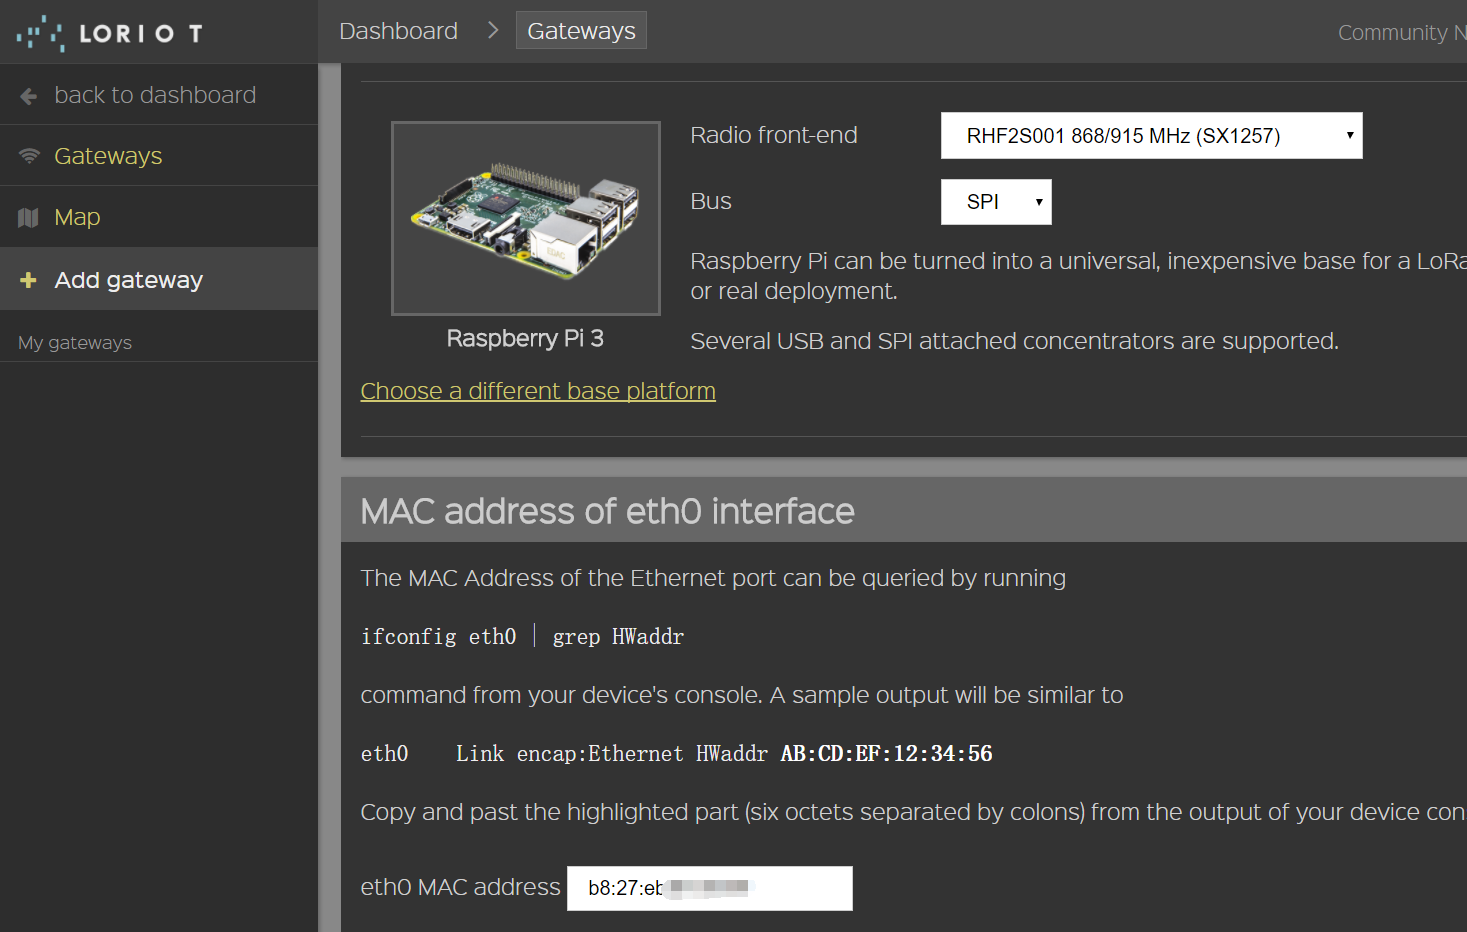 LORIOT
Dashboard > Gateways
Community N
back to dashboard
Gateways
Map
Add gateway
My gateways
Radio front-end
RHF2S001 868/915 MHz (SX1257)
Bus
SPI
Raspberry Pi can be turned into a universal, inexpensive base for a LoRa
or real deployment.
Raspberry Pi 3
Several USB and SPI attached concentrators are supported.
Choose a different base platform
MAC address of eth0 interface
The MAC Address of the Ethernet port can be queried by running
ifconfig eth0 | grep HWaddr
command from your device's console. A sample output will be similar to
eth0 Link encap:Ethernet HWaddr AB:CD:EF:12:34:56
Copy and past the highlighted part (six octets separated by colons) from the output of your device con
eth0 MAC address
b8:27:eb